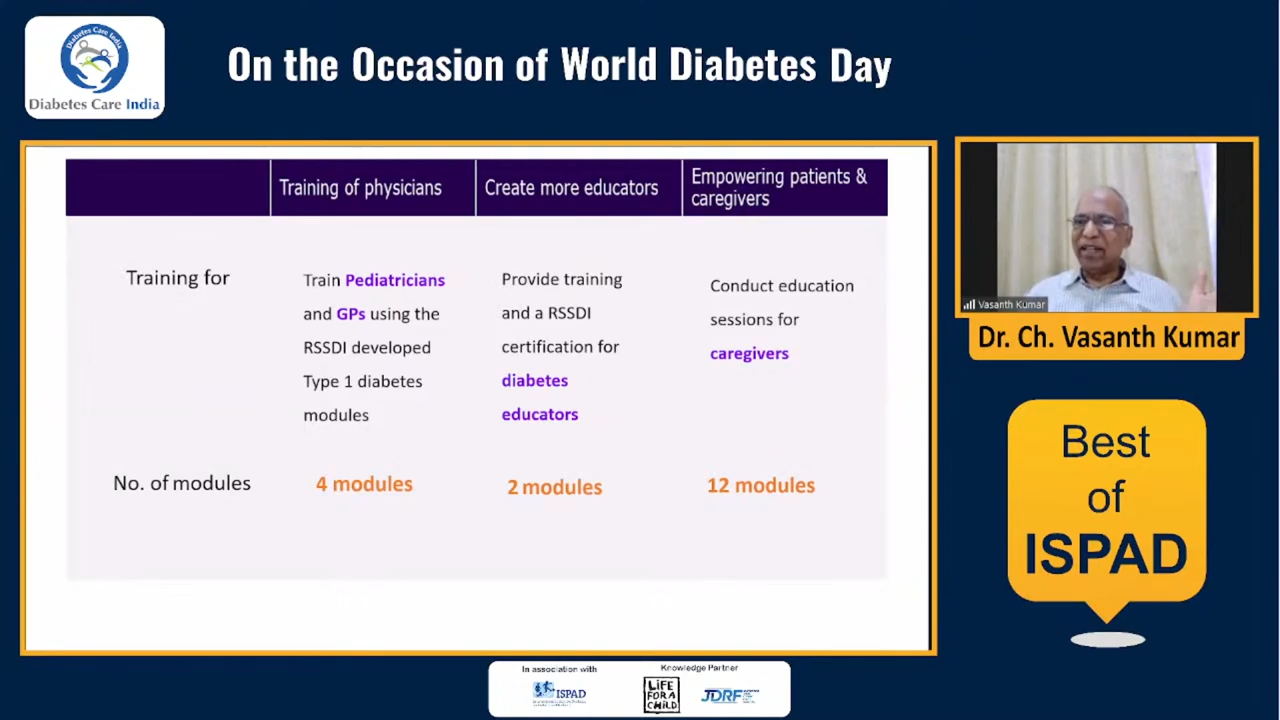 Diabetes Care India
Diabetes Care India
On the Occasion of World Diabetes Day
Training of physicians
Create more educators
Empowering patients &
caregivers
Training for
Train Pediatricians
and GPs using the
RSSDI developed
Type 1 diabetes
modules
Provide training
and a RSSDI
certification for
diabetes
educators
Conduct education
sessions for
caregivers
No. of modules
4 modules
2 modules
12 modules
Vasanth Kumar
Dr. Ch. Vasanth Kumar
Best
of
ISPAD
In association with
ISPAD
Knowledge Partner
LiFE
FOR A
CHiLD
JDRF